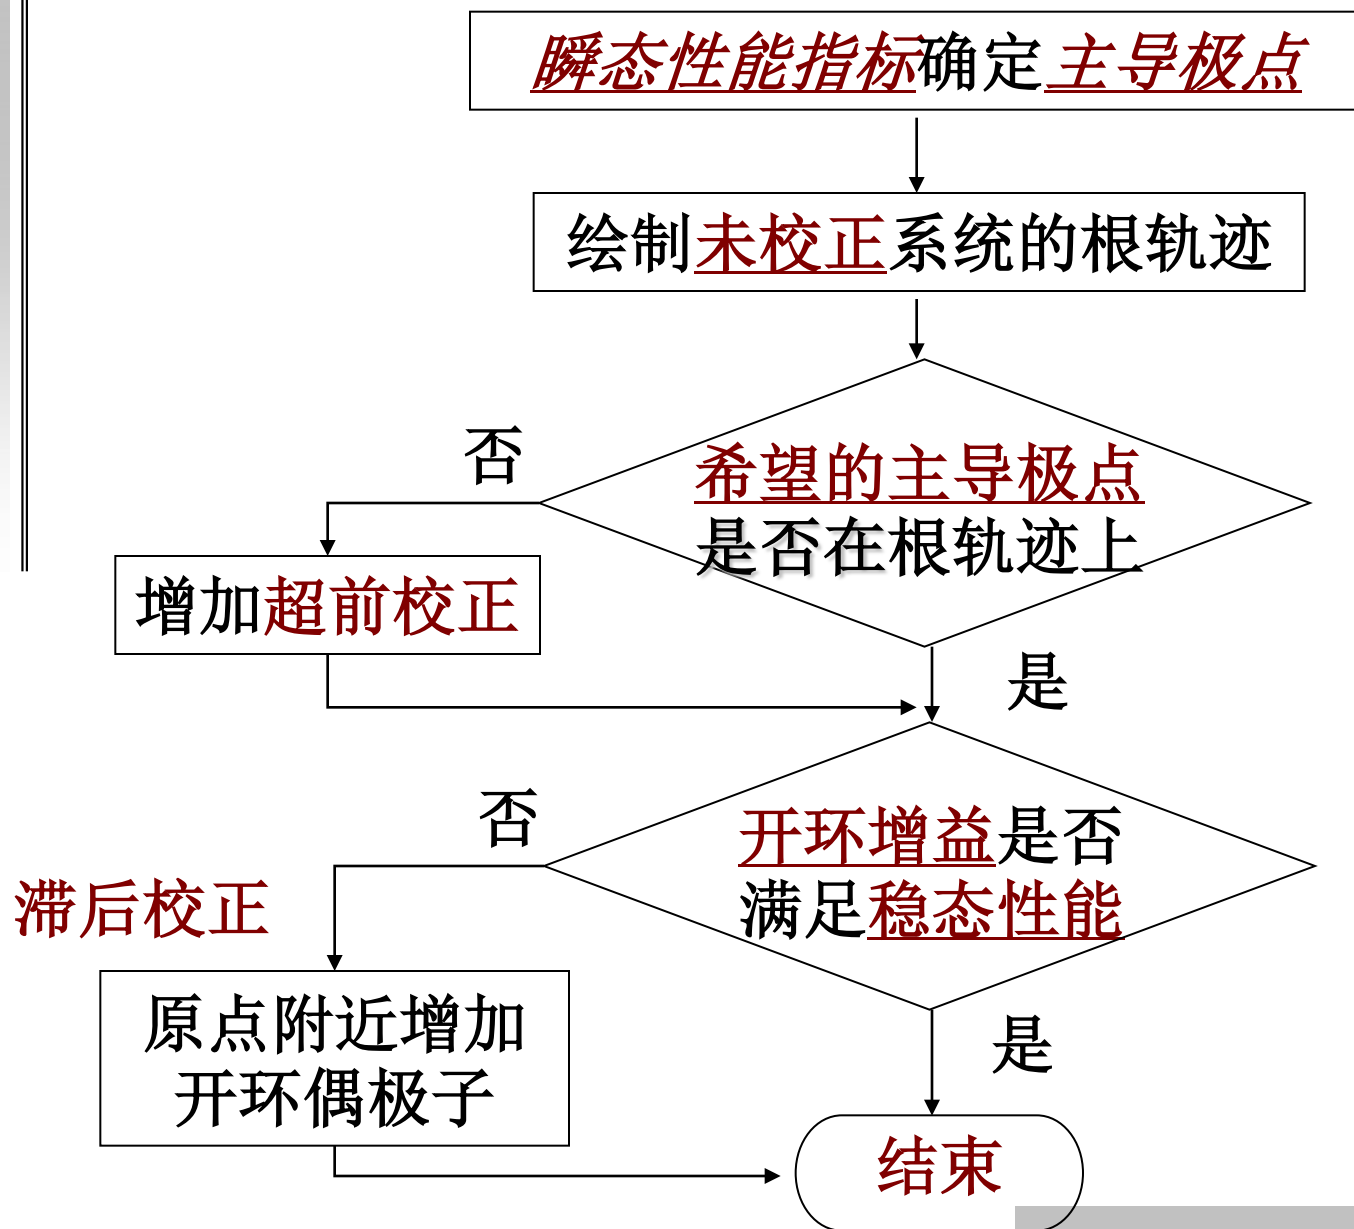 瞬态性能指标确定主导极点
绘制未校正系统的根轨迹
否
希望的主导极点
是否在根轨迹上
增加超前校正
是
否
开环增益是否
满足稳态性能
滞后校正
原点附近增加
开环偶极子
是
结束